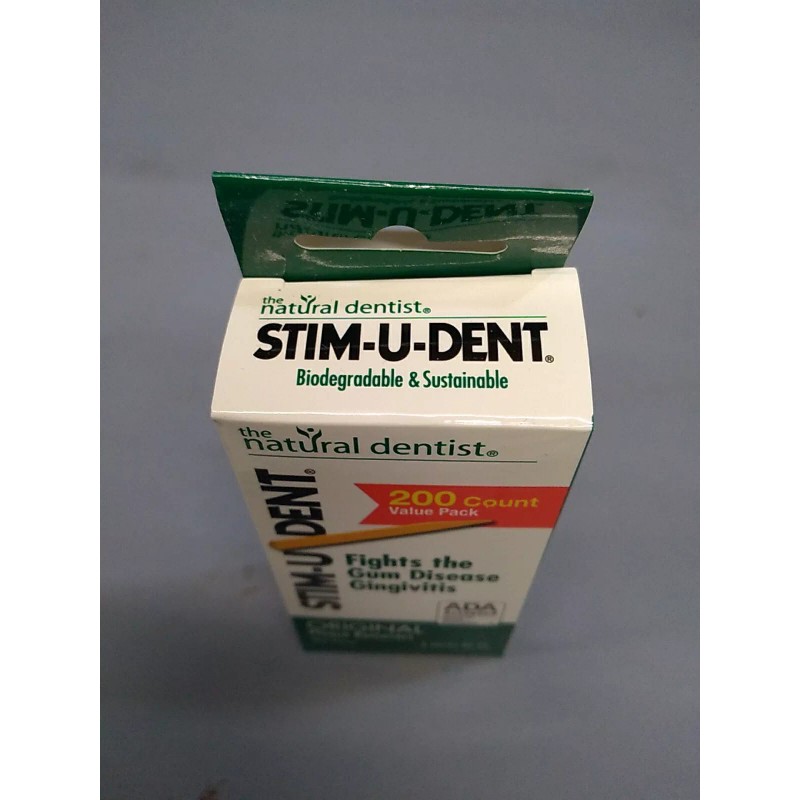 STIM-U-DENT
the
natural dentist®
STIM-U-DENT®
Biodegradable & Sustainable
the
natural dentist®
STIM-U-DENT®
200 Count
Value Pack
Fights the
Gum Disease
Gingivitis
ADA
ORIGINAL